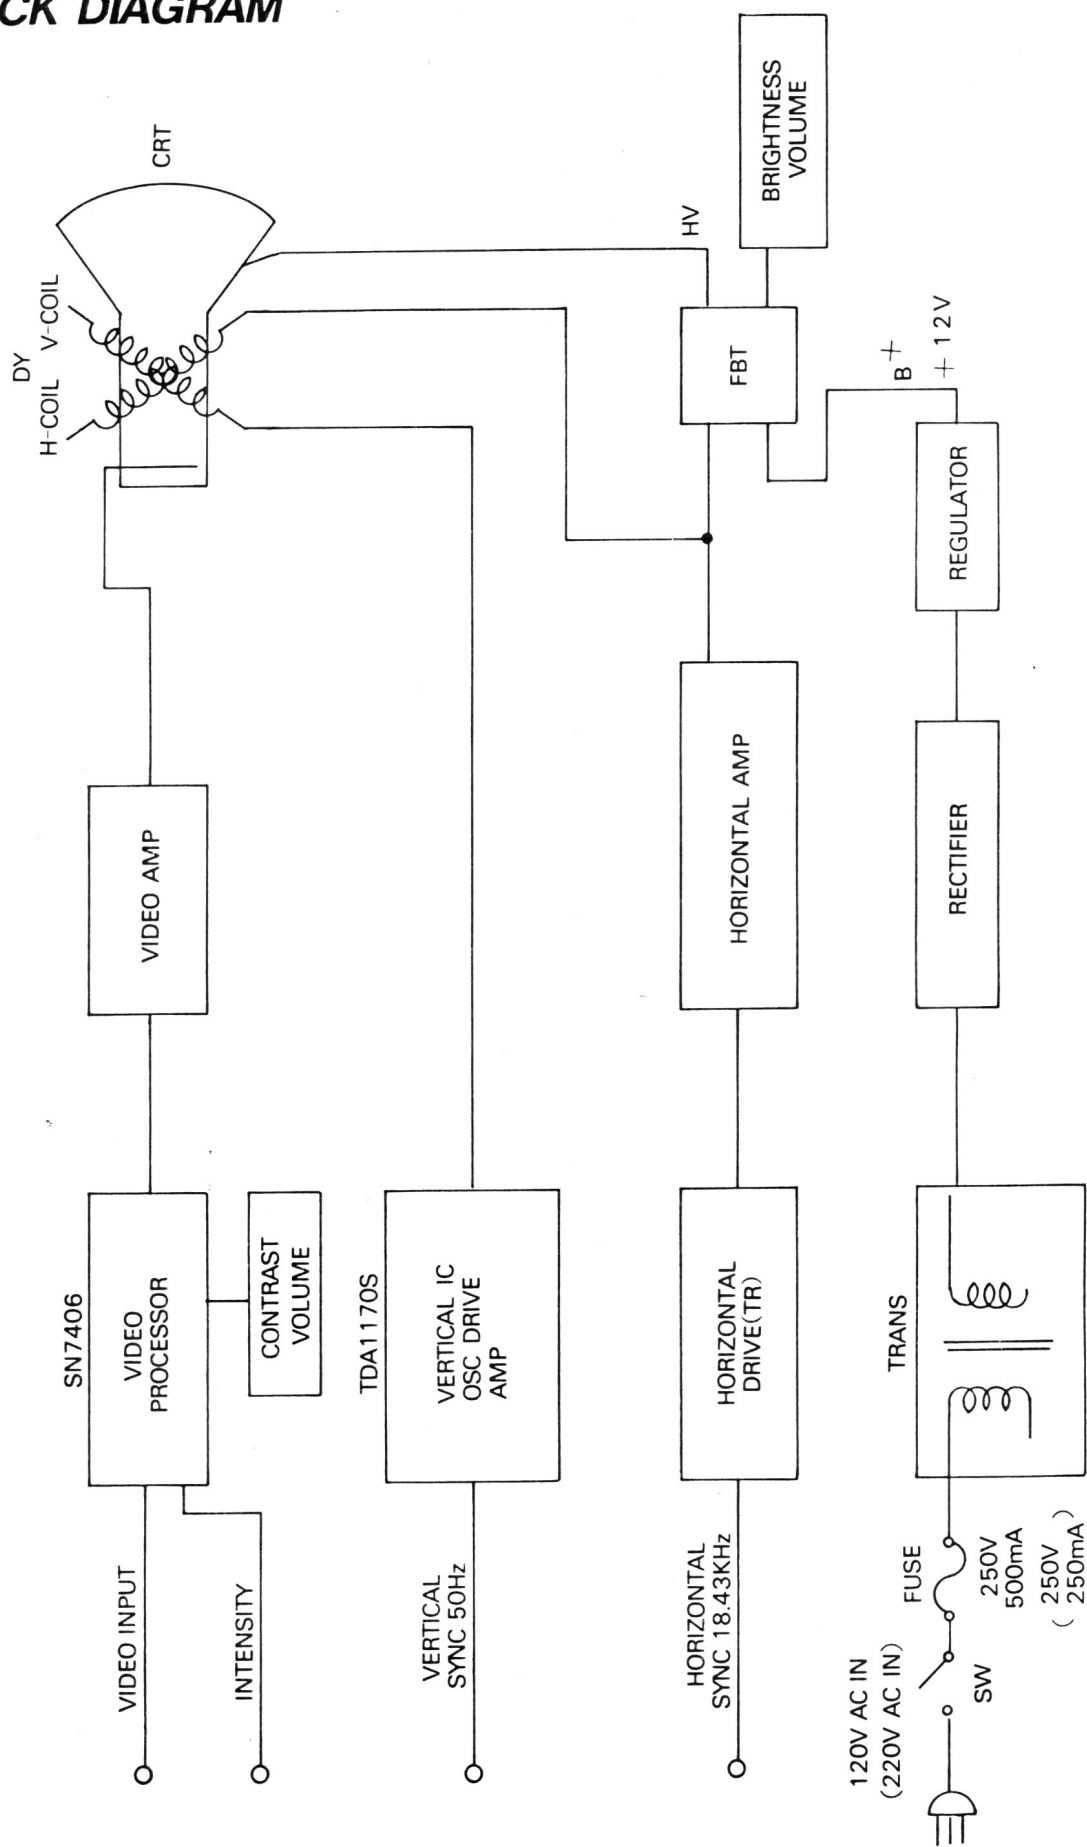 CK DIAGRAM
SN7406
VIDEO INPUT
INTENSITY
VIDEO
PROCESSOR
CONTRAST
VOLUME
VIDEO AMP
DY
H-COIL V-COIL
CRT
TDA1170S
VERTICAL
SYNC 50Hz
VERTICAL IC
OSC DRIVE
AMP
HORIZONTAL
SYNC 18.43KHz
HORIZONTAL
DRIVE(TR)
HORIZONTAL AMP
FBT
HV
BRIGHTNESS
VOLUME
120V AC IN
(220V AC IN)
SW
FUSE
250V
500mA
(250V
250mA)
TRANS
RECTIFIER
REGULATOR
B+
+12V